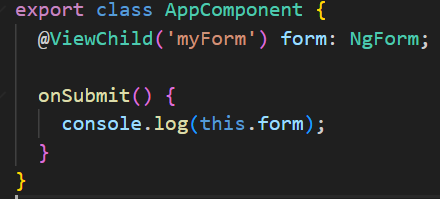 export class AppComponent {
  @ViewChild('myForm') form: NgForm;

  onSubmit() {
    console.log(this.form);
  }
}